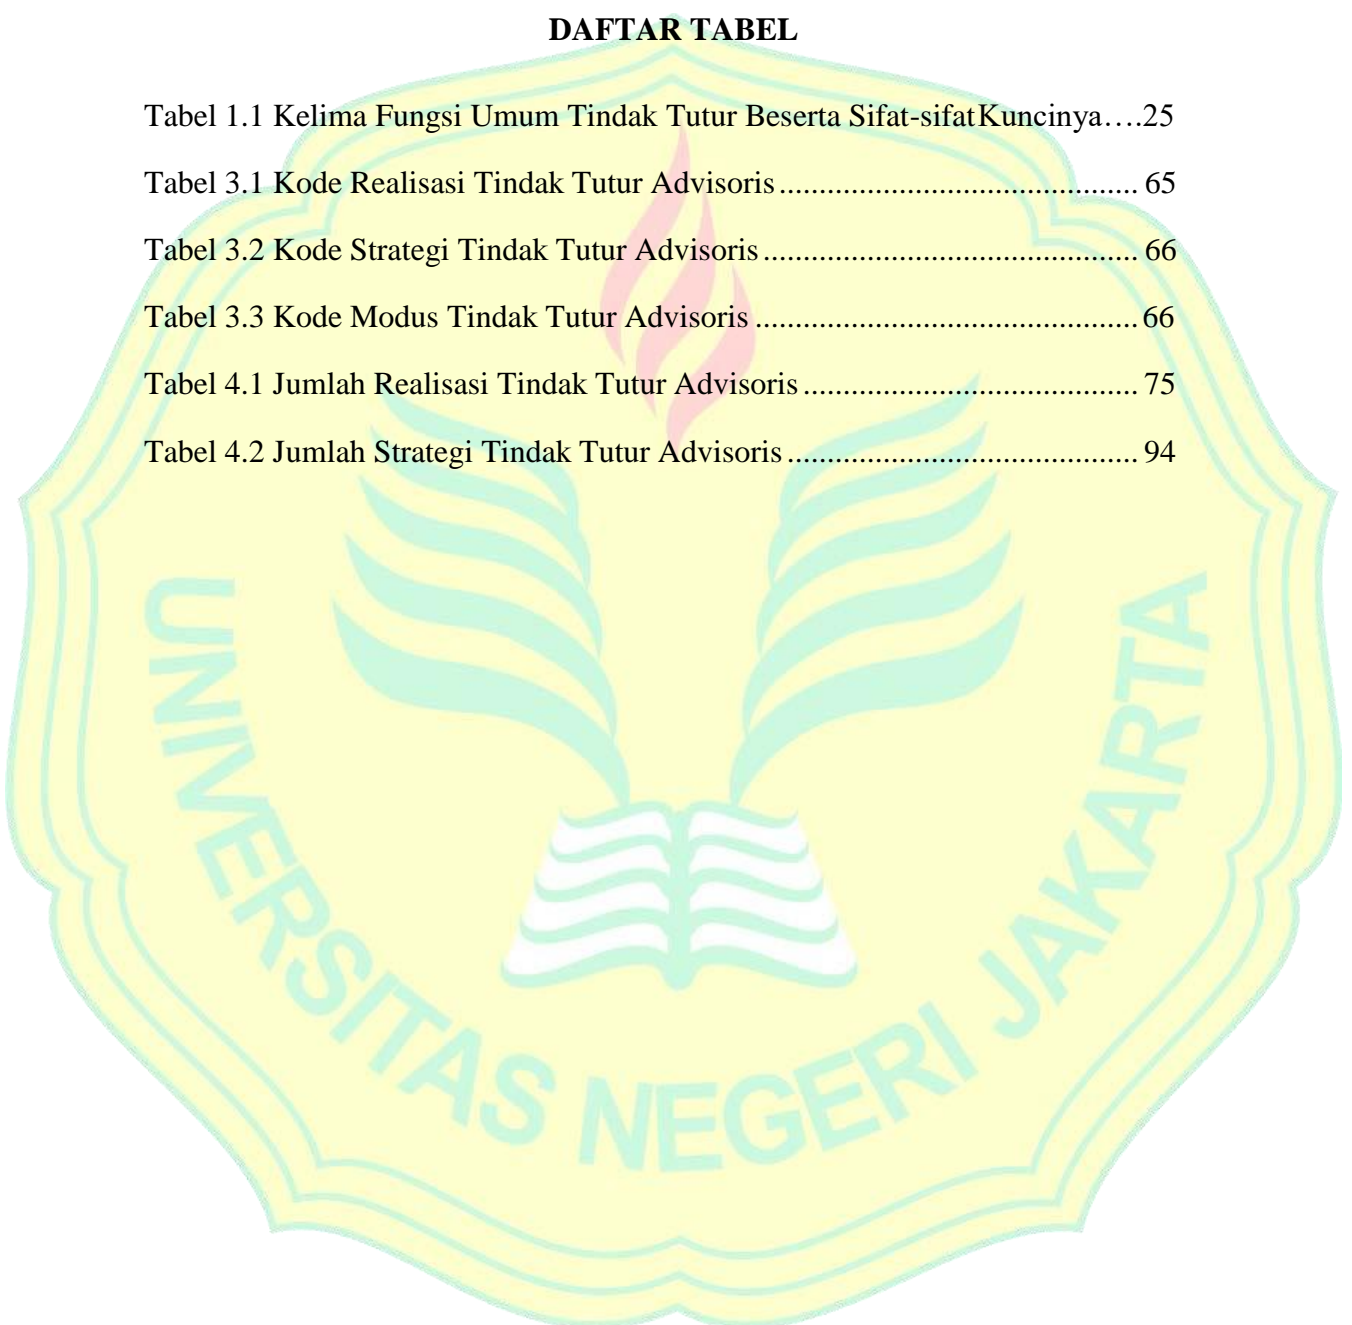 DAFTAR TABEL
Tabel 1.1 Kelima Fungsi Umum Tindak Tutur Beserta Sifat-sifat Kuncinya….25
Tabel 3.1 Kode Realisasi Tindak Tutur Advisoris............................................. 65
Tabel 3.2 Kode Strategi Tindak Tutur Advisoris............................................... 66
Tabel 3.3 Kode Modus Tindak Tutur Advisoris................................................ 66
Tabel 4.1 Jumlah Realisasi Tindak Tutur Advisoris.......................................... 75
Tabel 4.2 Jumlah Strategi Tindak Tutur Advisoris............................................ 94
UNIVERSITAS NEGERI JAKARTA